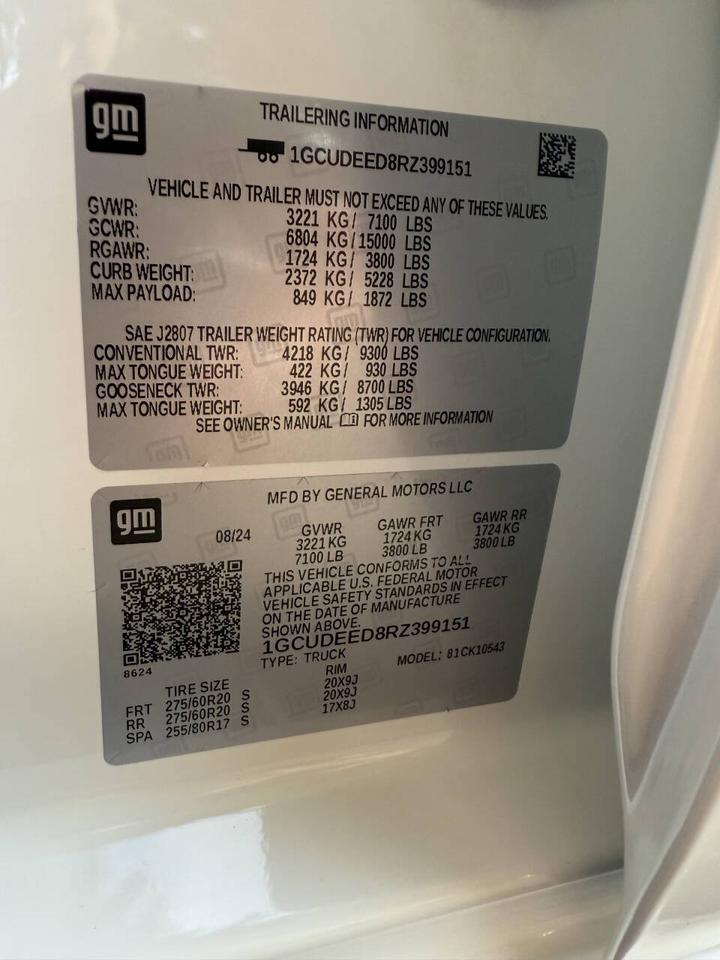 gm
TRAILERING INFORMATION
1GCUDEED8RZ399151
VEHICLE AND TRAILER MUST NOT EXCEED ANY OF THESE VALUES.
GVWR: 3221 KG/ 7100 LBS
GCWR: 6804 KG/ 15000 LBS
RGAWR: 1724 KG/ 3800 LBS
CURB WEIGHT: 2372 KG/ 5228 LBS
MAX PAYLOAD: 849 KG/ 1872 LBS
SAE J2807 TRAILER WEIGHT RATING (TWR) FOR VEHICLE CONFIGURATION.
CONVENTIONAL TWR: 4218 KG/ 9300 LBS
MAX TONGUE WEIGHT: 422 KG/ 930 LBS
GOOSENECK TWR: 3946 KG/ 8700 LBS
MAX TONGUE WEIGHT: 592 KG/ 1305 LBS
SEE OWNER'S MANUAL FOR MORE INFORMATION
gm
MFD BY GENERAL MOTORS LLC
08/24 GVWR GAWR FRT GAWR RR
3221 KG 1724 KG 1724 KG
7100 LB 3800 LB 3800 LB
THIS VEHICLE CONFORMS TO ALL
APPLICABLE U.S. FEDERAL MOTOR
VEHICLE SAFETY STANDARDS IN EFFECT
ON THE DATE OF MANUFACTURE
SHOWN ABOVE.
1GCUDEED8RZ399151
8624
TYPE: TRUCK MODEL: 81CK10543
TIRE SIZE RIM
FRT 275/60R20 S 20X9J
RR 275/60R20 S 20X9J
SPA 255/80R17 S 17X8J